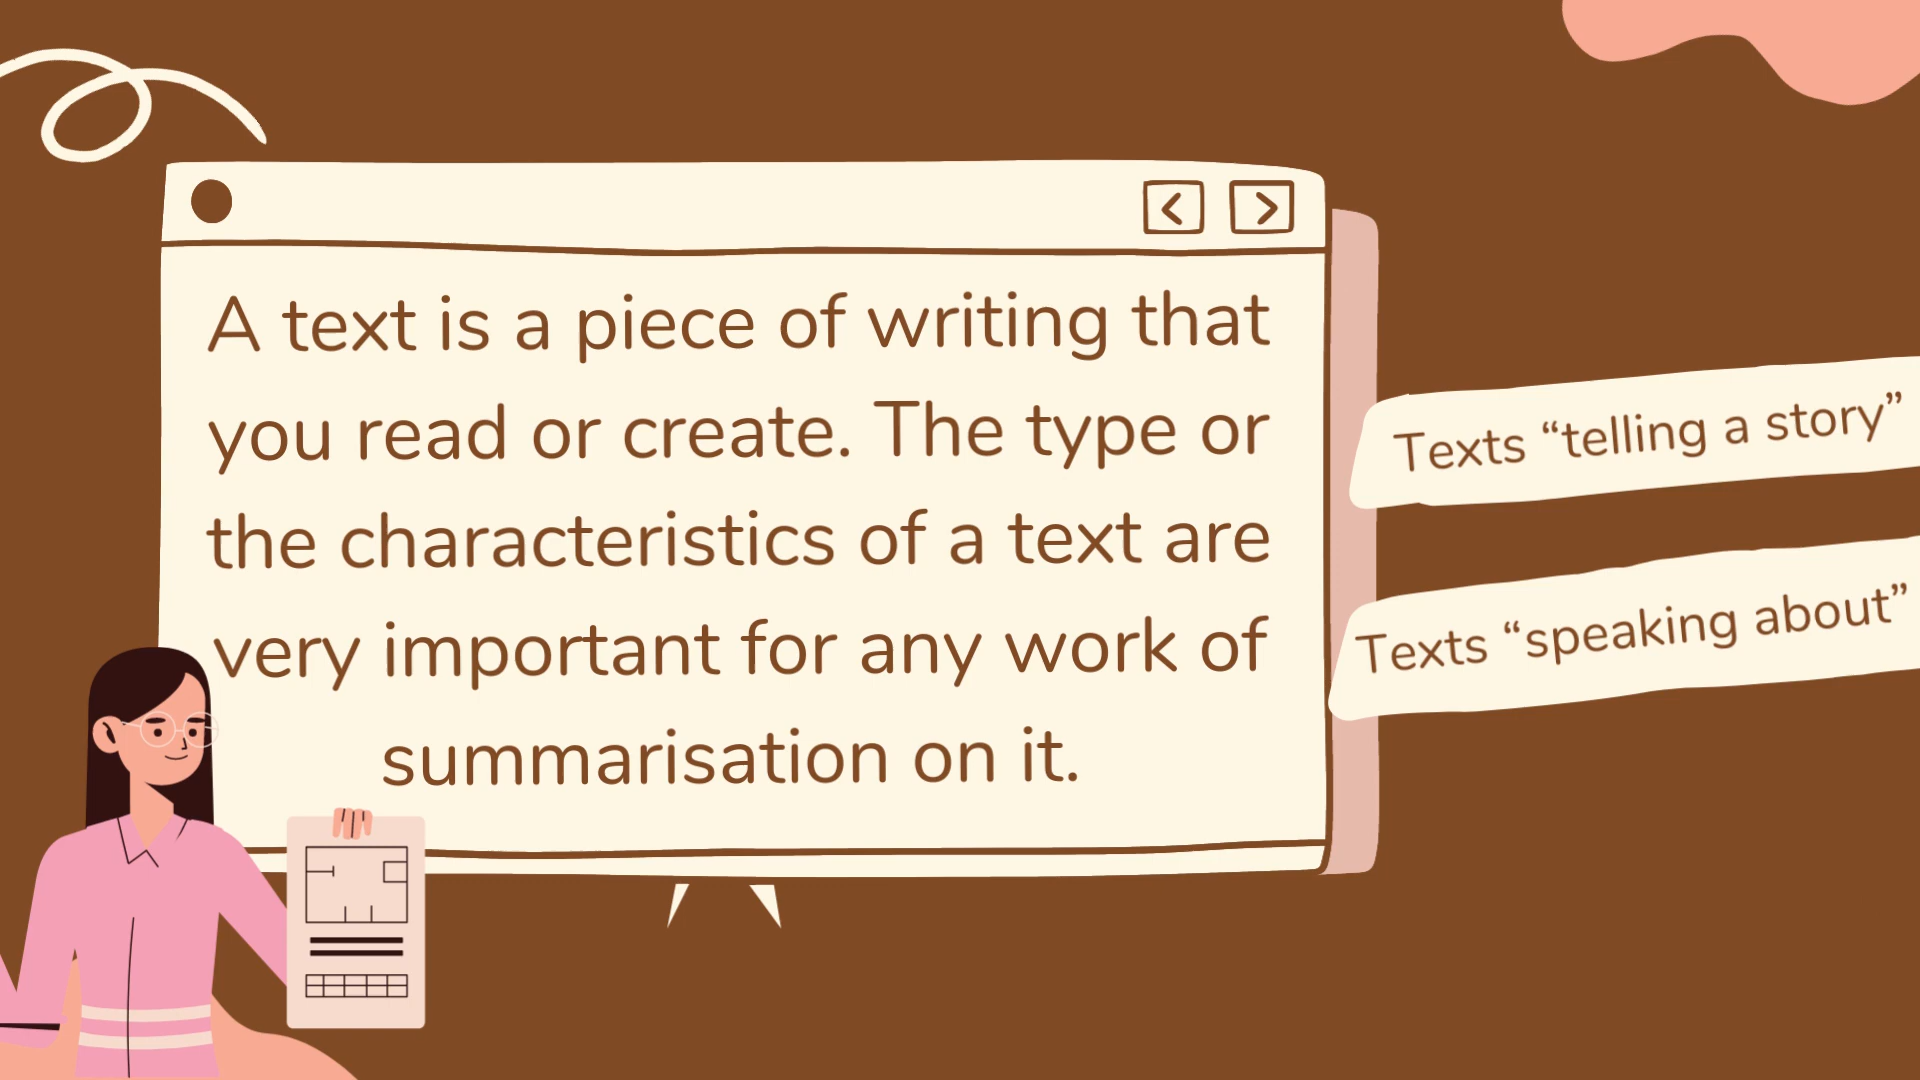 A text is a piece of writing that
you read or create. The type or
the characteristics of a text are
very important for any work of
summarisation on it.
Texts “telling a story”
Texts “speaking about”